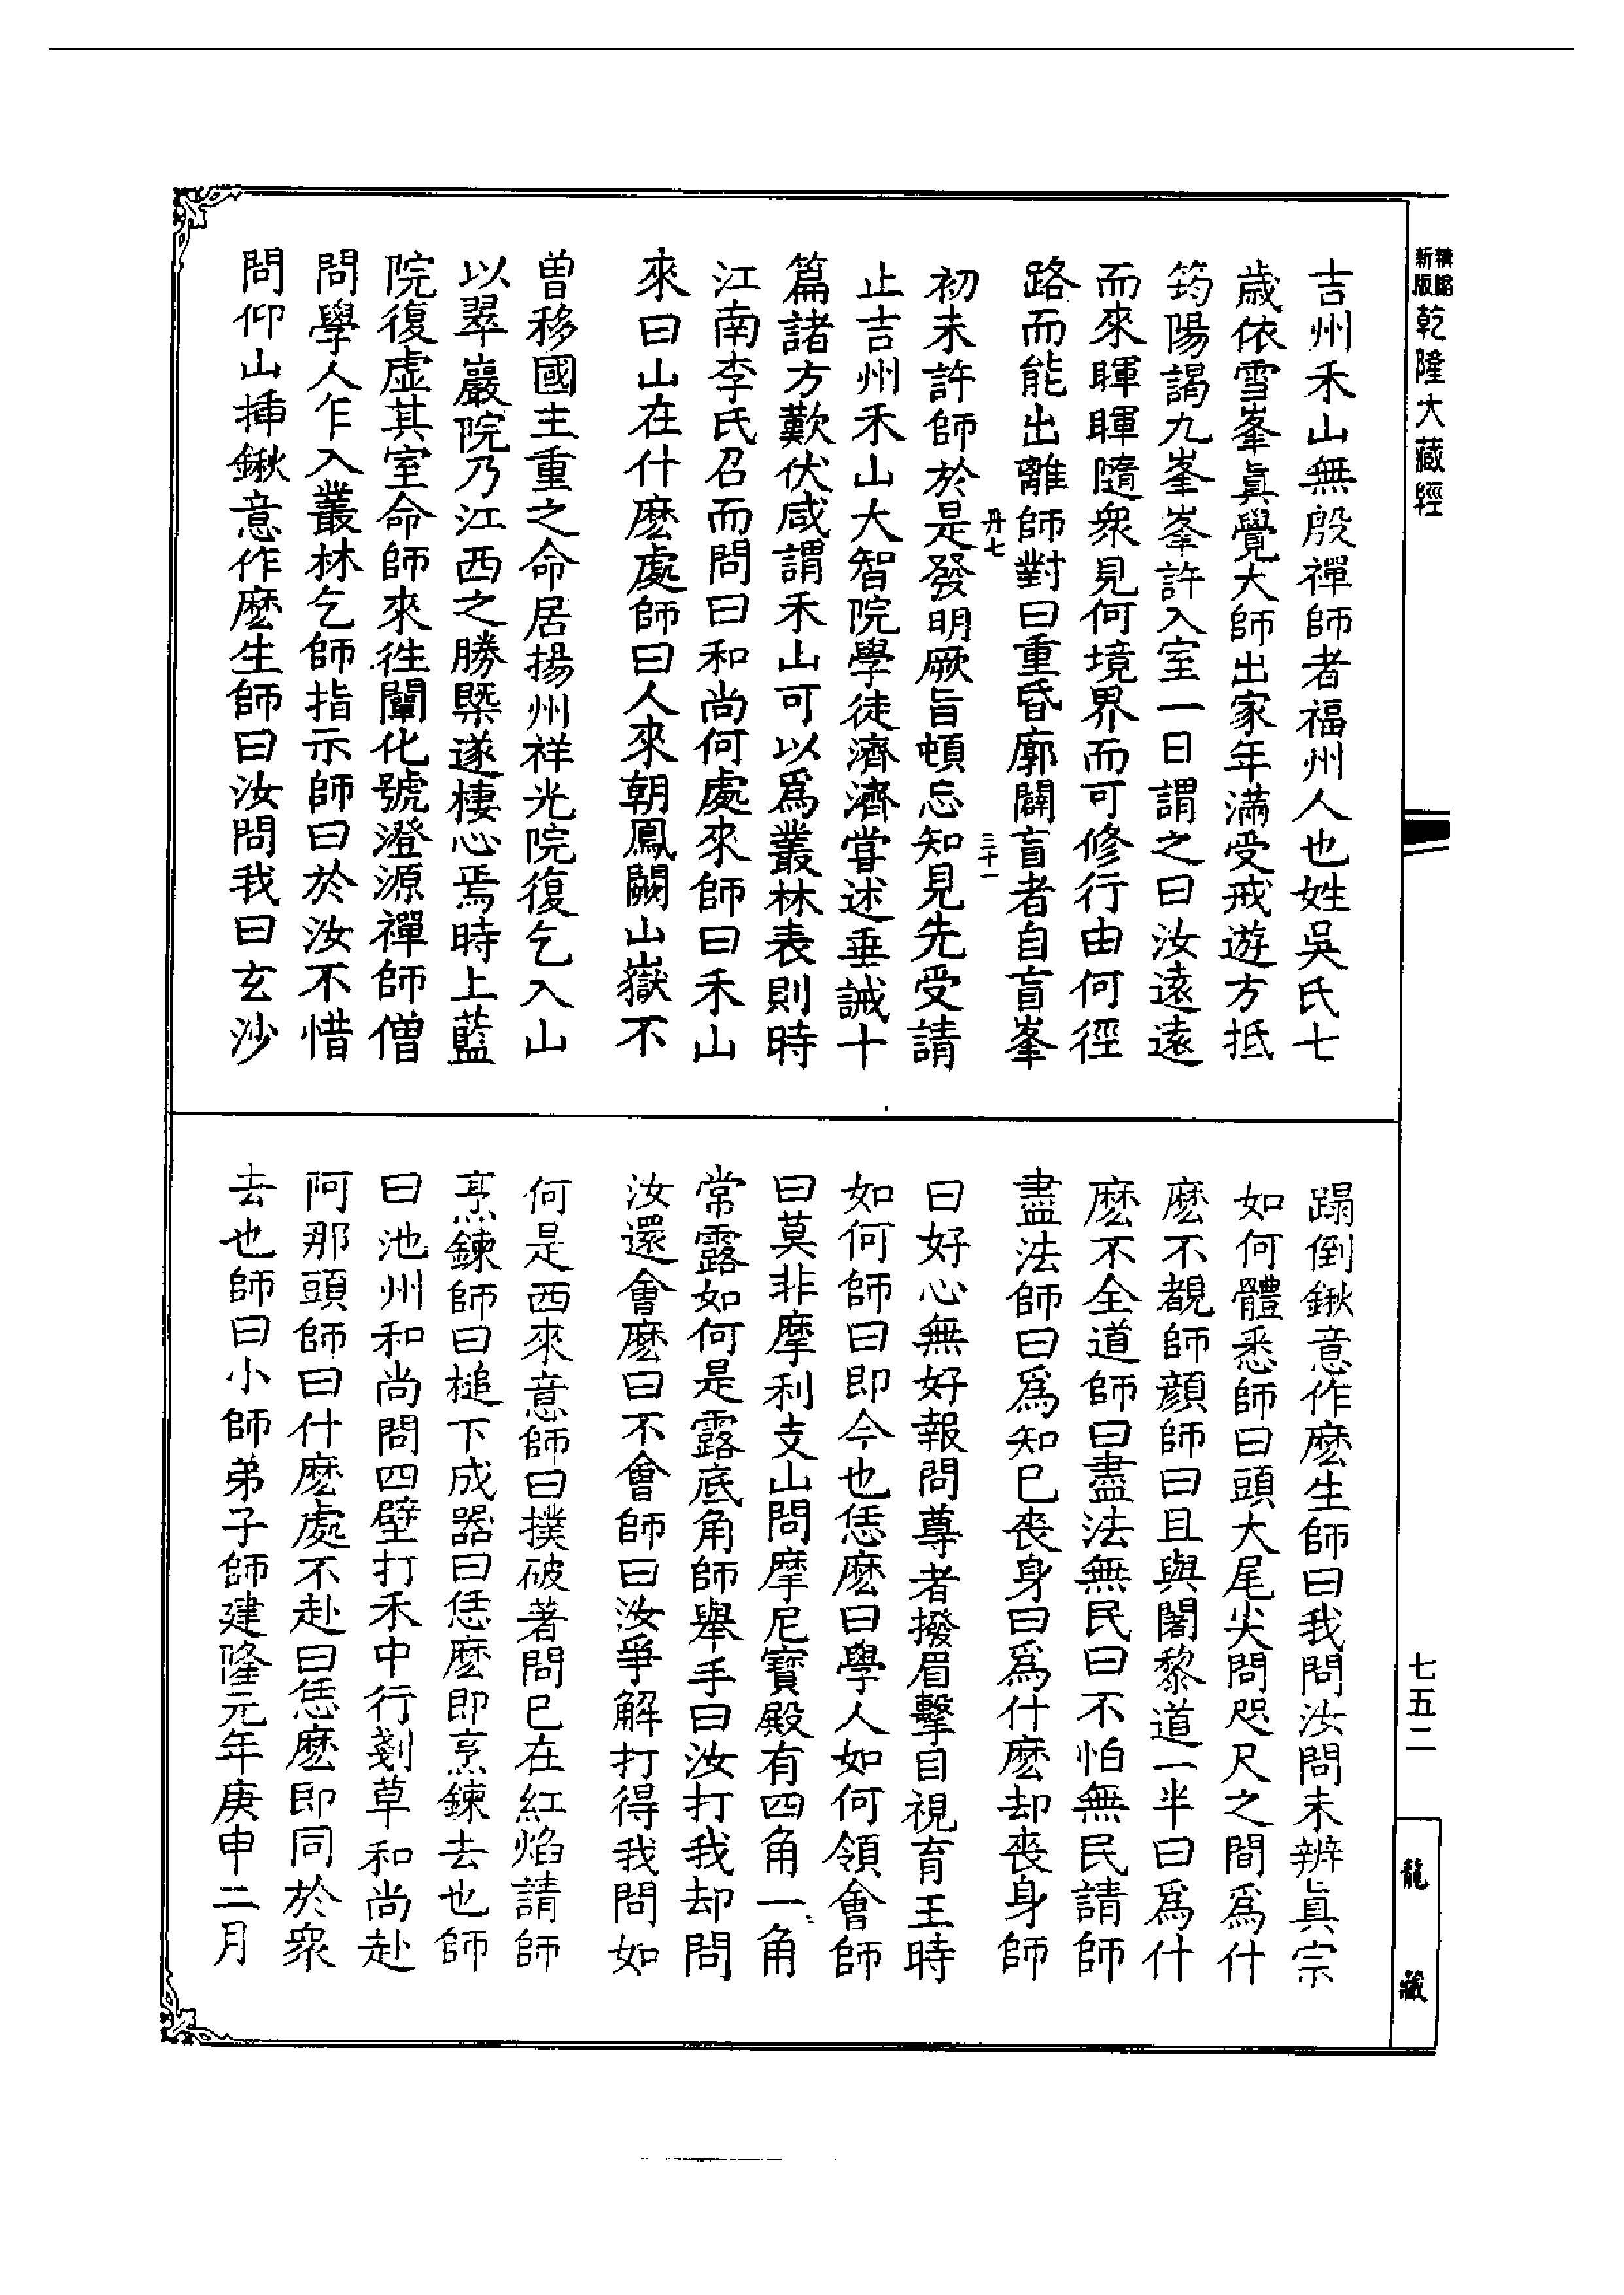 新版精縮乾隆大藏經
吉州禾山無殷禪師者福州人也姓吳氏七
歲依雪峯眞覺大師出家年滿受戒遊方抵
筠陽謁九峯峯許入室一日謂之曰汝遠遠
而來暉暉隨衆見何境界而可修行由何徑
路而能出離師對曰重昏廓闢盲者自盲峯
丹七
三十一
初未許師於是發明厥旨頓忘知見先受請
止吉州禾山大智院學徒濟濟甞述垂誡十
篇諸方歎伏咸謂禾山可以爲叢林表則時
江南李氏召而問曰和尚何處來師曰禾山
來曰山在什麽處師曰人來朝鳳闕山嶽不
曾移國主重之命居揚州祥光院復乞入山
以翠巖院乃江西之勝槩遂棲心焉時上藍
院復虛其室命師來徃闡化號澄源禪師僧
問學人乍入叢林乞師指示師曰於汝不惜
問仰山揷鍬意作麽生師曰汝問我曰玄沙
蹋倒鍬意作麽生師曰我問汝問未辨眞宗
如何體悉師曰頭大尾尖問咫尺之間爲什
麽不覩師顔師曰且與闍黎道一半曰爲什
麽不全道師曰盡法無民曰不怕無民請師
盡法師曰爲知巳喪身曰爲什麽却喪身師
曰好心無好報問尊者撥眉擊目視育王時
如何師曰即今也恁麽曰學人如何領會師
曰莫非摩利支山問摩尼寶殿有四角一角
常露如何是露底角師舉手曰汝打我却問
汝還會麽曰不會師曰汝爭解打得我問如
何是西來意師曰撲破著問巳在紅焰請師
烹鍊師曰槌下成器曰恁麽即烹鍊去也師
曰池州和尚問四壁打禾中行剗草和尚赴
阿那頭師曰什麽處不赴曰恁麽即同於衆
去也師曰小師弟子師建隆元年庚申二月
七五二
龍藏